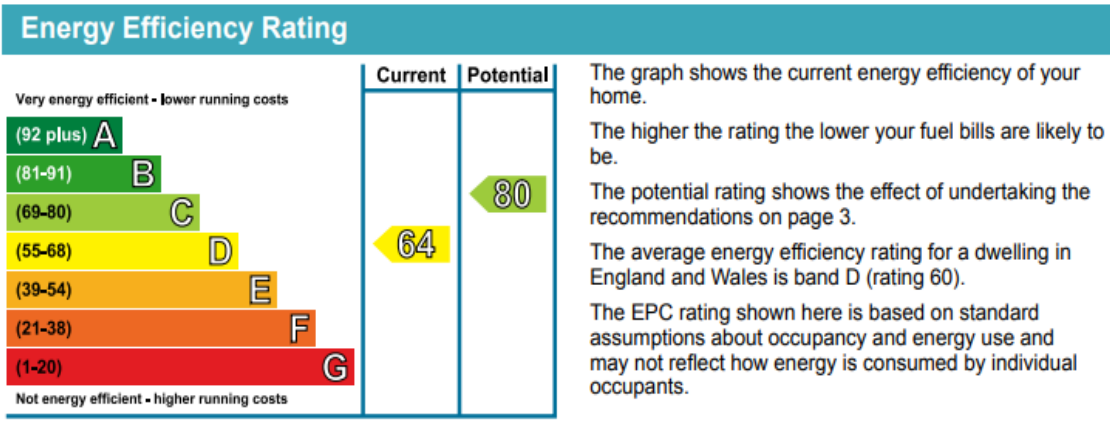 Energy Efficiency Rating
Current Potential
Very energy efficient - lower running costs
(92 plus) A
(81-91) B
(69-80) C
(55-68) D
(39-54) E
(21-38) F
(1-20) G
Not energy efficient - higher running costs
64
80
The graph shows the current energy efficiency of your
home.
The higher the rating the lower your fuel bills are likely to
be.
The potential rating shows the effect of undertaking the
recommendations on page 3.
The average energy efficiency rating for a dwelling in
England and Wales is band D (rating 60).
The EPC rating shown here is based on standard
assumptions about occupancy and energy use and
may not reflect how energy is consumed by individual
occupants.